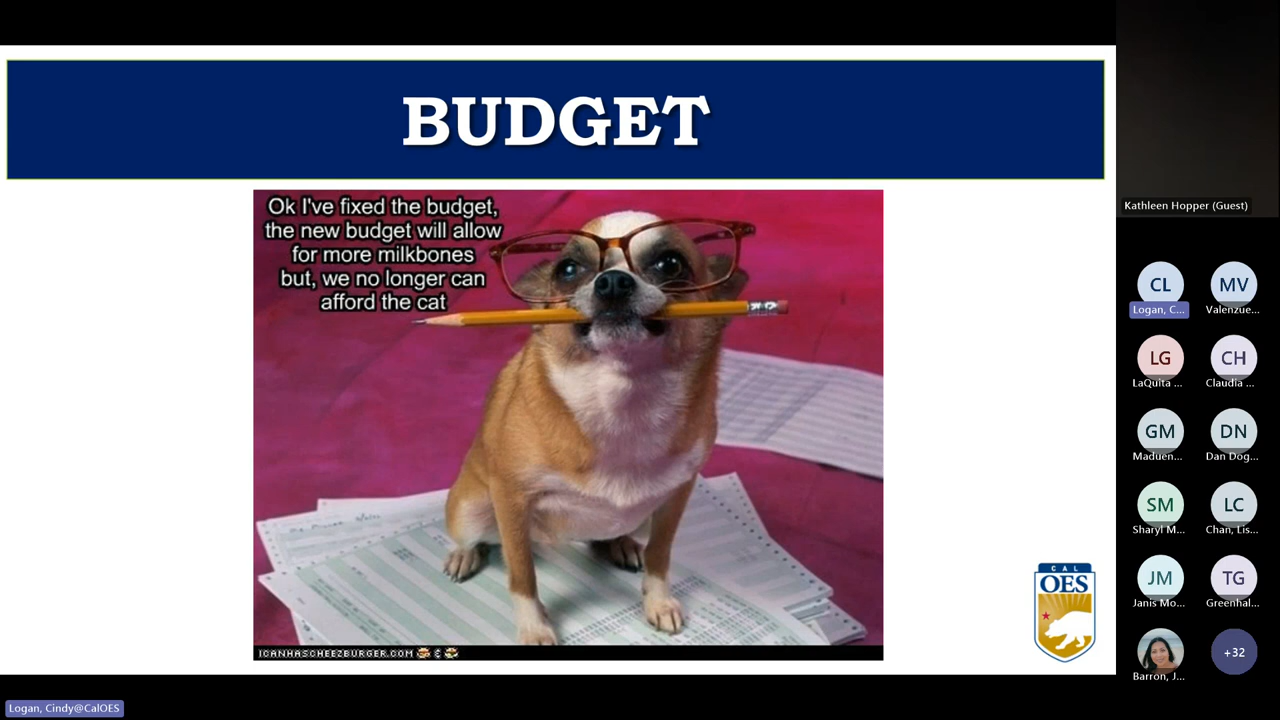 BUDGET
Ok I've fixed the budget,
the new budget will allow
for more milkbones
but, we no longer can
afford the cat
ICANHASCHEEZBURGER.COM
CAL
OES
Kathleen Hopper (Guest)
CL
Logan, C...
MV
Valenzue...
LG
LaQuita ...
CH
Claudia ...
GM
Maduen...
DN
Dan Dog...
SM
Sharyl M...
LC
Chan, Lis...
JM
Janis Mo...
TG
Greenhal...
Barron, J...
+32
Logan, Cindy@CalOES